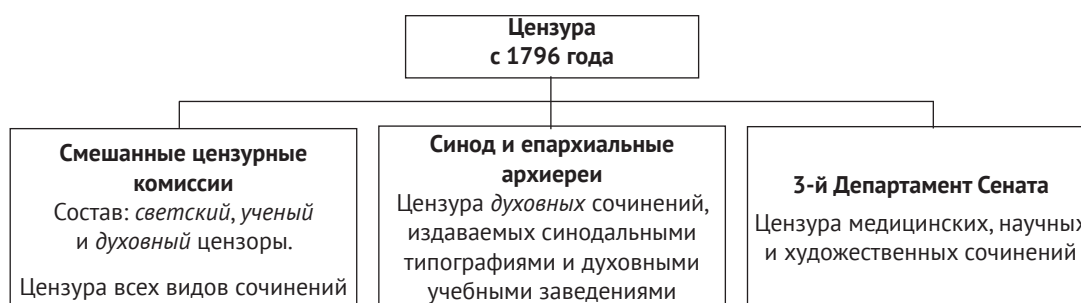 Цензура
с 1796 года
Смешанные цензурные
комиссии
Состав: светский, ученый
и духовный цензоры.
Цензура всех видов сочинений
Синод и епархиальные
архиереи
Цензура духовных сочинений,
издаваемых синодальными
типографиями и духовными
учебными заведениями
3-й Департамент Сената
Цензура медицинских, научных
и художественных сочинений